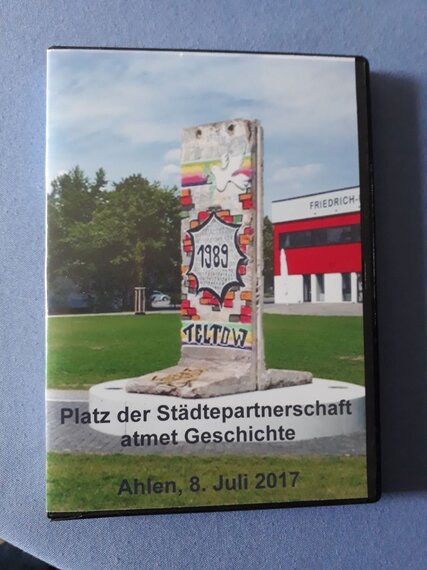 FRIEDRICH-
1989
TELTOW
Platz der Städtepartnerschaft
atmet Geschichte
Ahlen, 8. Juli 2017